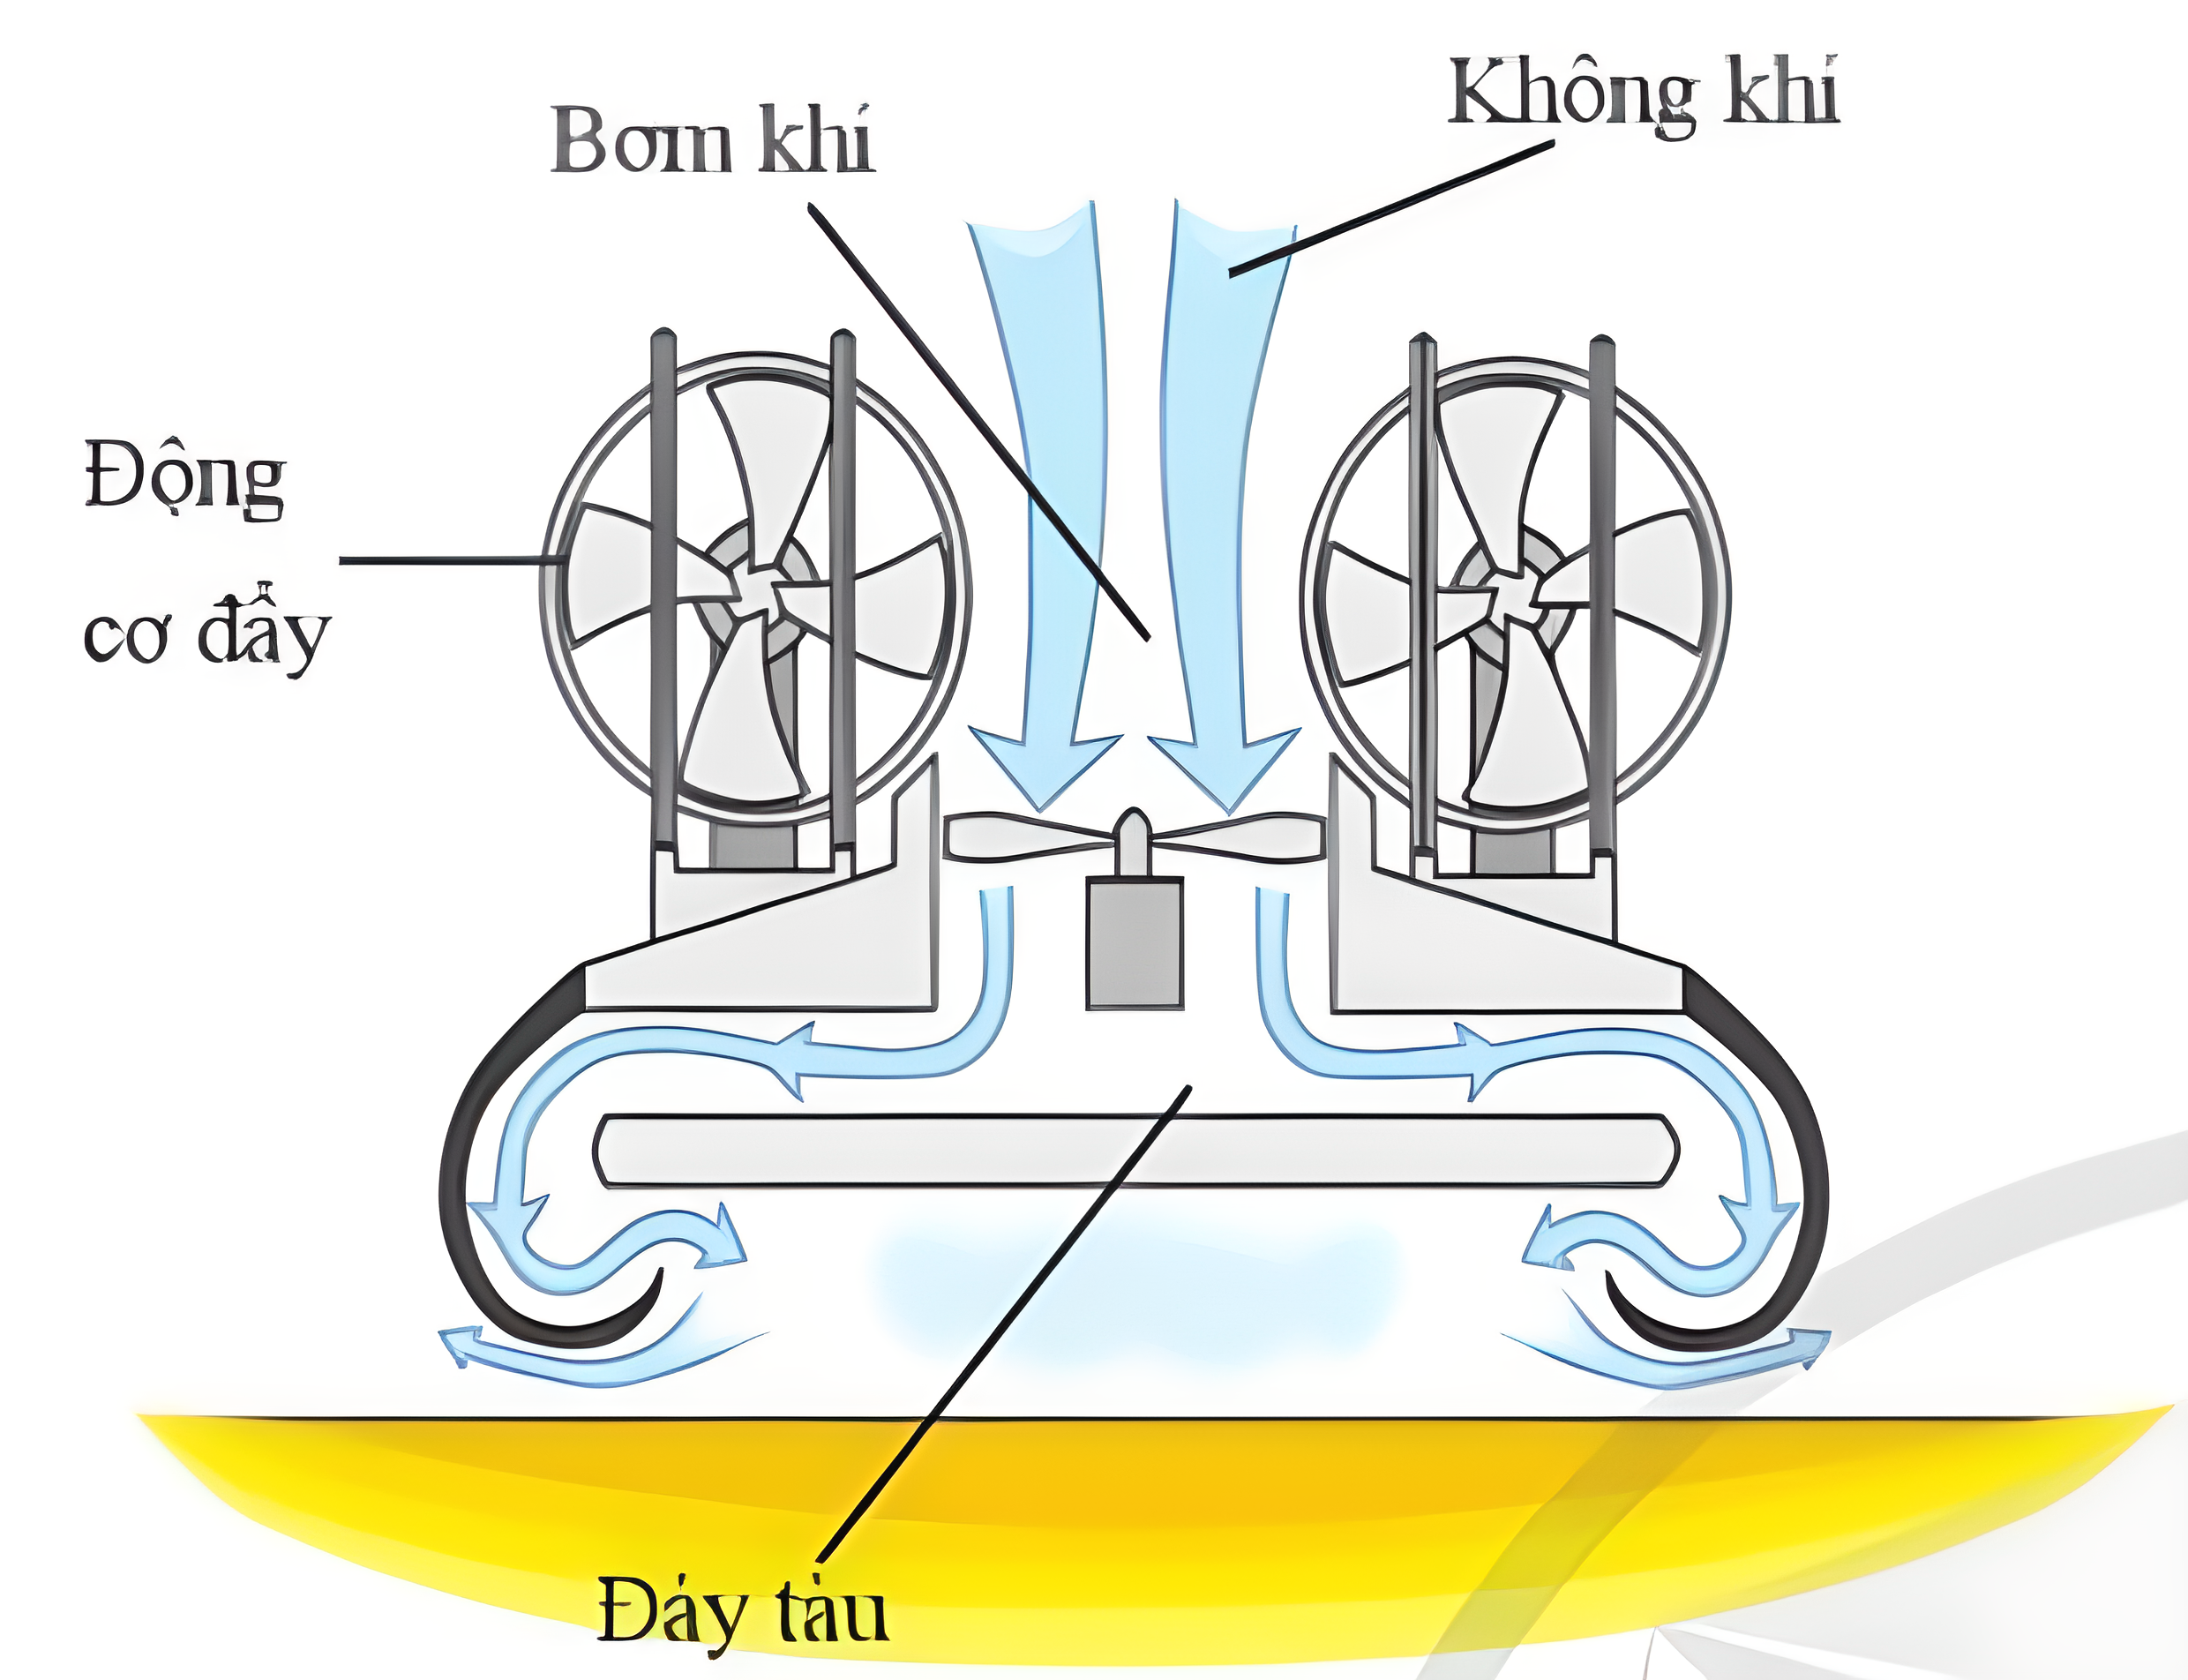 Không khí
Bơm khí
Động
cơ đẩy
Đáy tàu